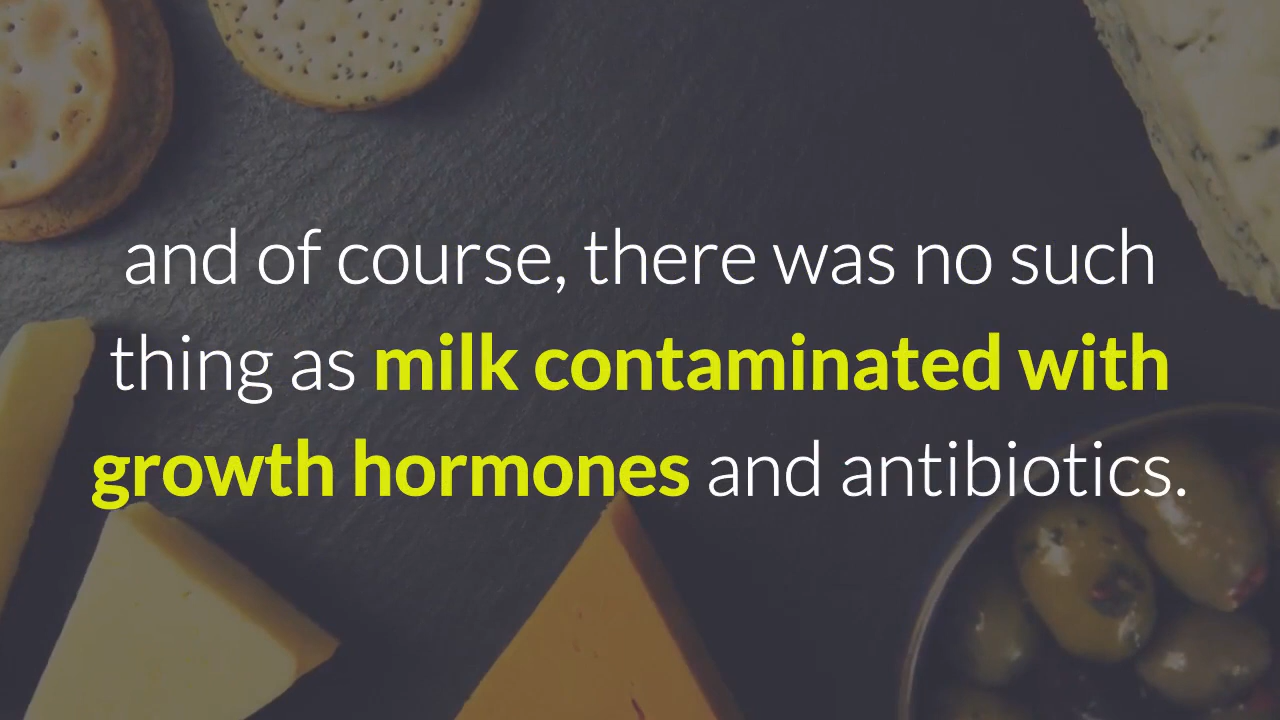 and of course, there was no such
thing as milk contaminated with
growth hormones and antibiotics.